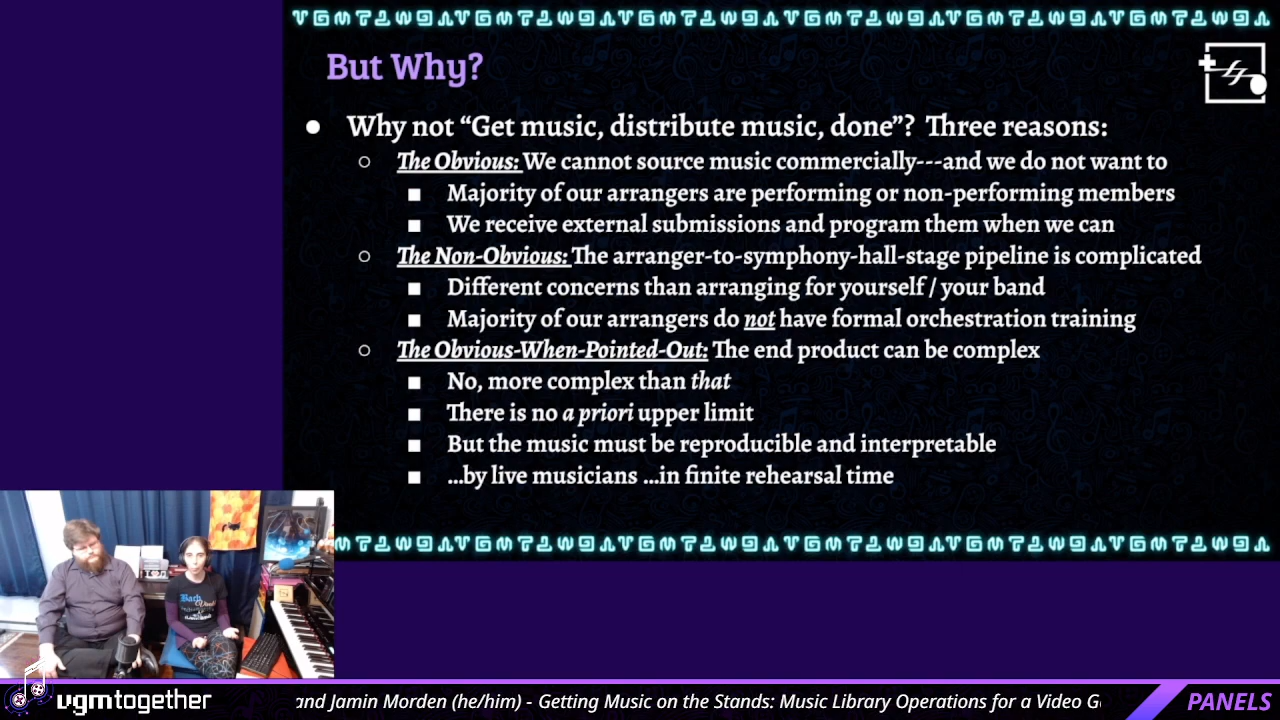 But Why?
● Why not “Get music, distribute music, done”? Three reasons:
○ The Obvious: We cannot source music commercially---and we do not want to
■ Majority of our arrangers are performing or non-performing members
■ We receive external submissions and program them when we can
○ The Non-Obvious: The arranger-to-symphony-hall-stage pipeline is complicated
■ Different concerns than arranging for yourself / your band
■ Majority of our arrangers do not have formal orchestration training
○ The Obvious-When-Pointed-Out: The end product can be complex
■ No, more complex than that
■ There is no a priori upper limit
■ But the music must be reproducible and interpretable
■ …by live musicians …in finite rehearsal time
Bach
vgmtogether
and Jamin Morden (he/him) - Getting Music on the Stands: Music Library Operations for a Video G
PANELS